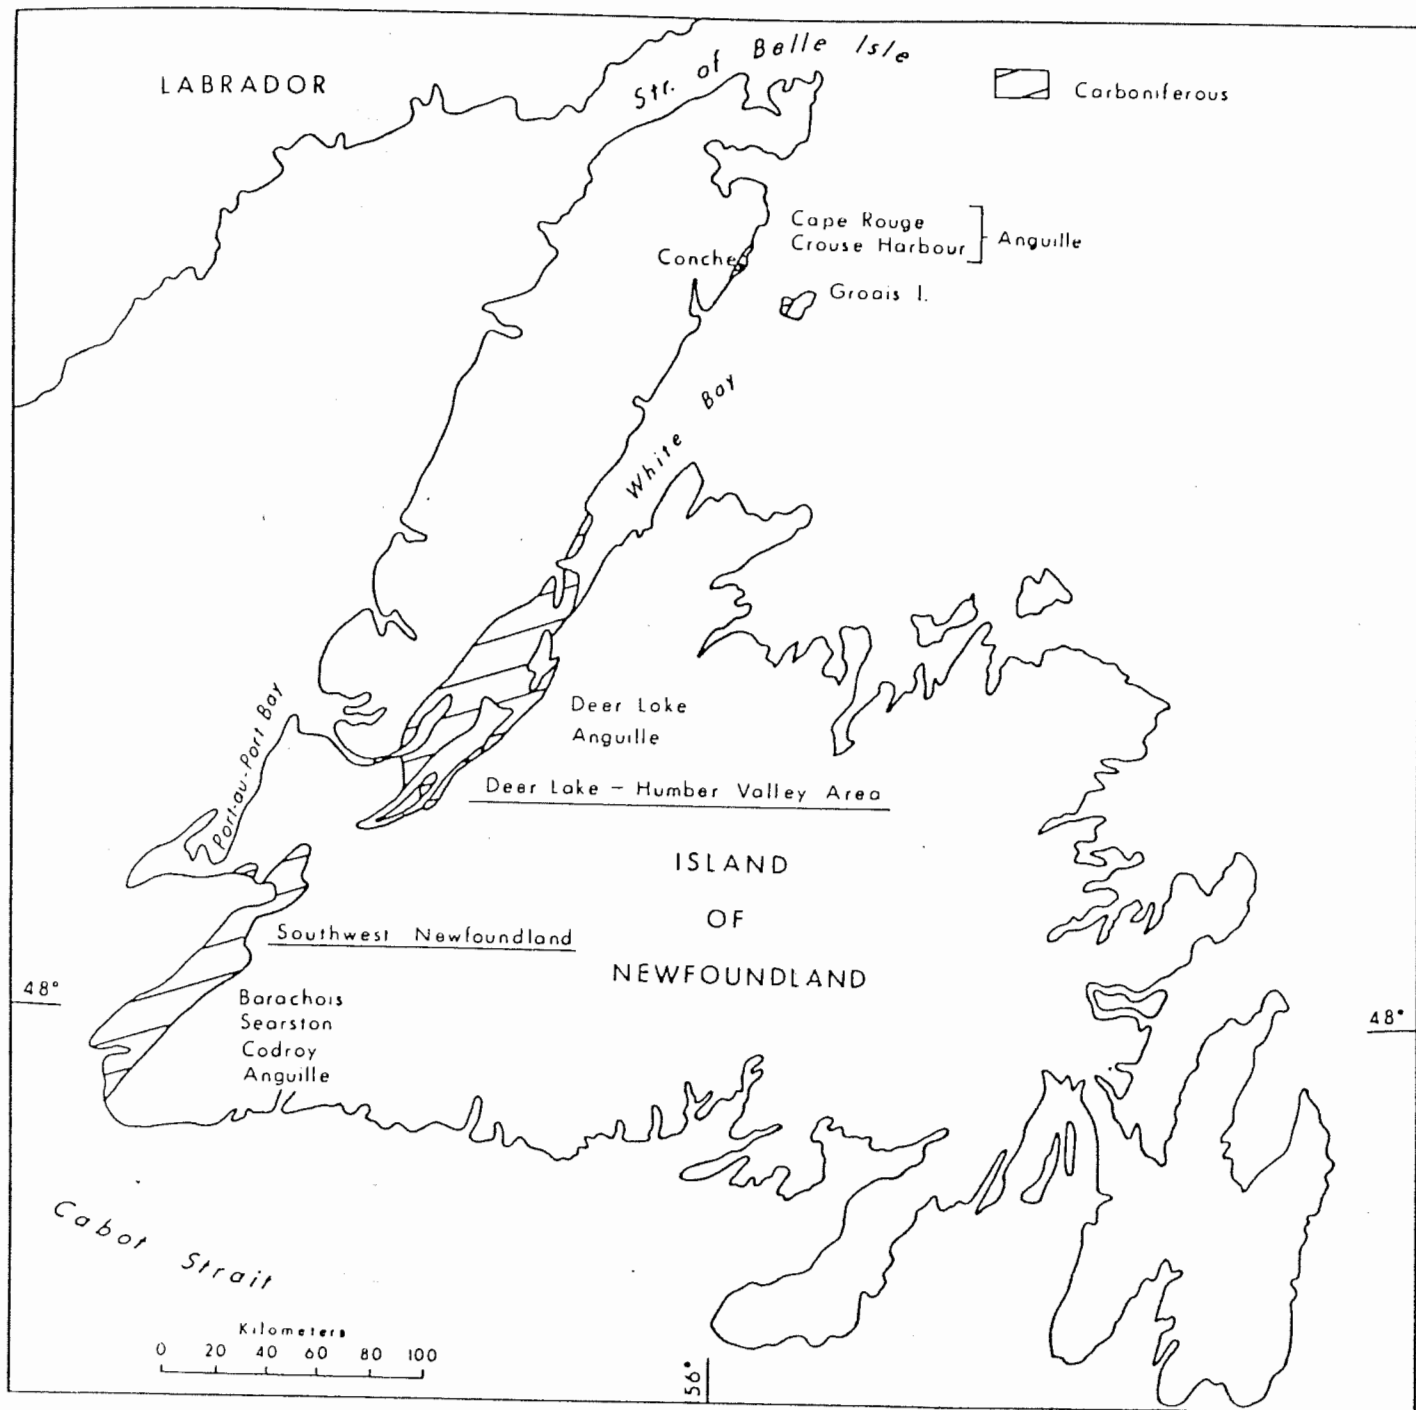 Str. of Belle Isle
LABRADOR
Carboniferous
Cape Rouge
Crouse Harbour
Anguille
Conche
Groais I.
White Bay
Port-au-Port Bay
Deer Lake
Anguille
Deer Lake – Humber Valley Area
ISLAND
OF
NEWFOUNDLAND
Southwest Newfoundland
48°
48°
Barachois
Searston
Codroy
Anguille
Cabot Strait
Kilometers
0 20 40 60 80 100
56°